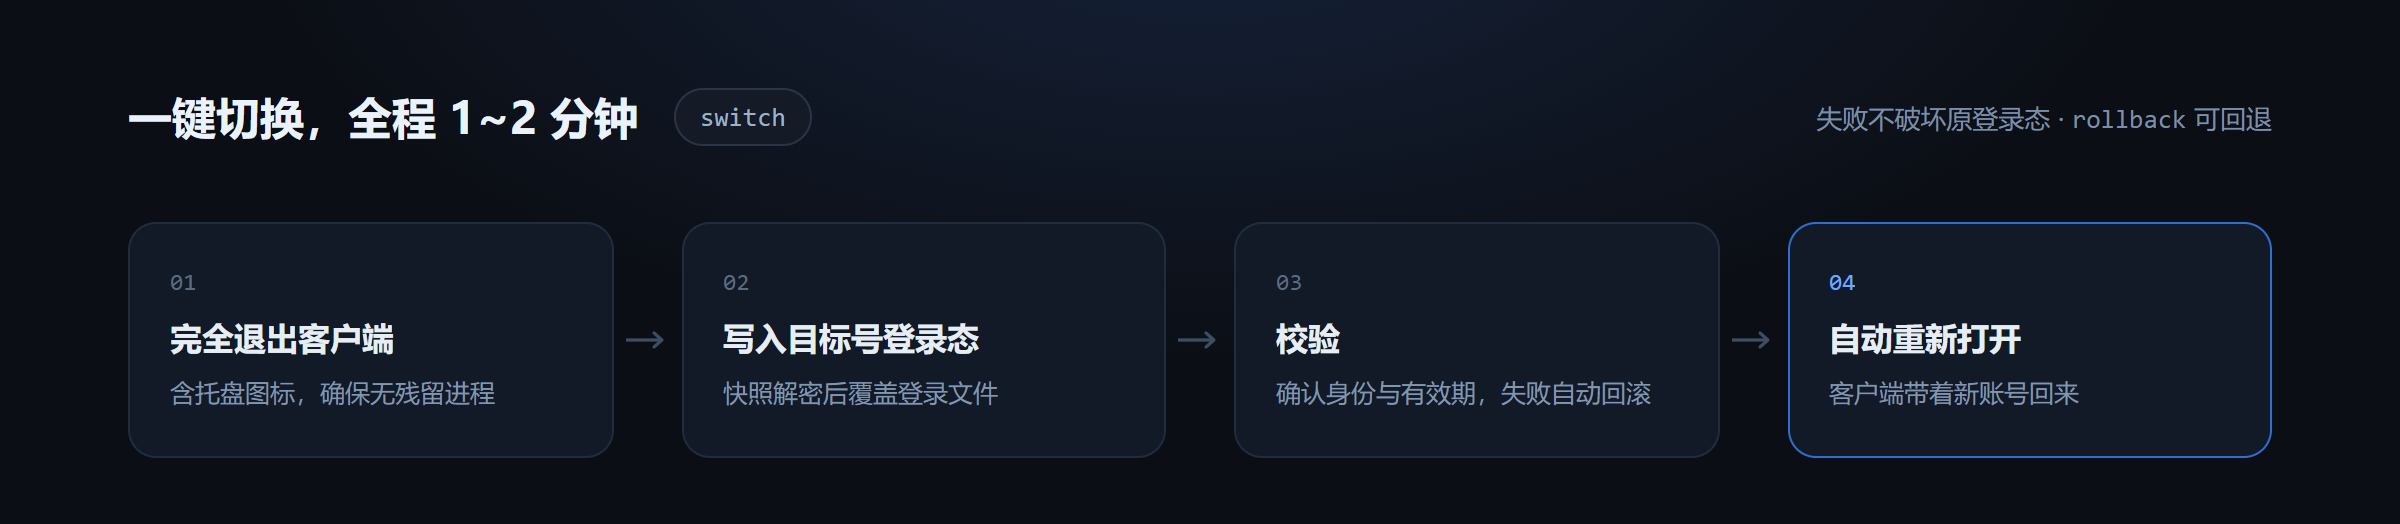 一键切换，全程 1~2 分钟
switch
失败不破坏原登录态 · rollback 可回退
01
完全退出客户端
含托盘图标，确保无残留进程
02
写入目标号登录态
快照解密后覆盖登录文件
03
校验
确认身份与有效期，失败自动回滚
04
自动重新打开
客户端带着新账号回来